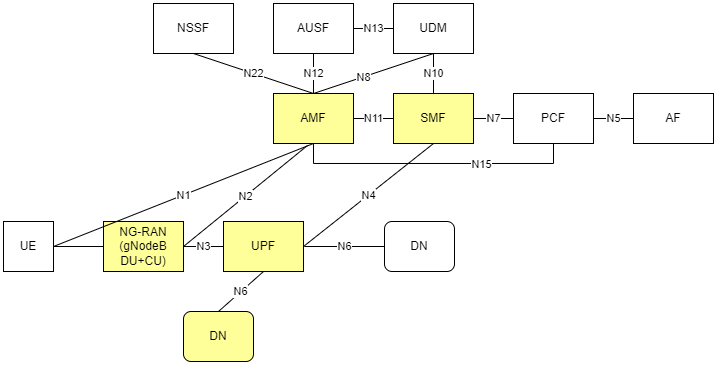 NSSF
AUSF
N13
UDM
N22
N12
N8
N10
AMF
N11
SMF
N7
PCF
N5
AF
N15
N1
N2
N4
UE
NG-RAN
(gNodeB
DU+CU)
N3
UPF
N6
DN
N6
DN